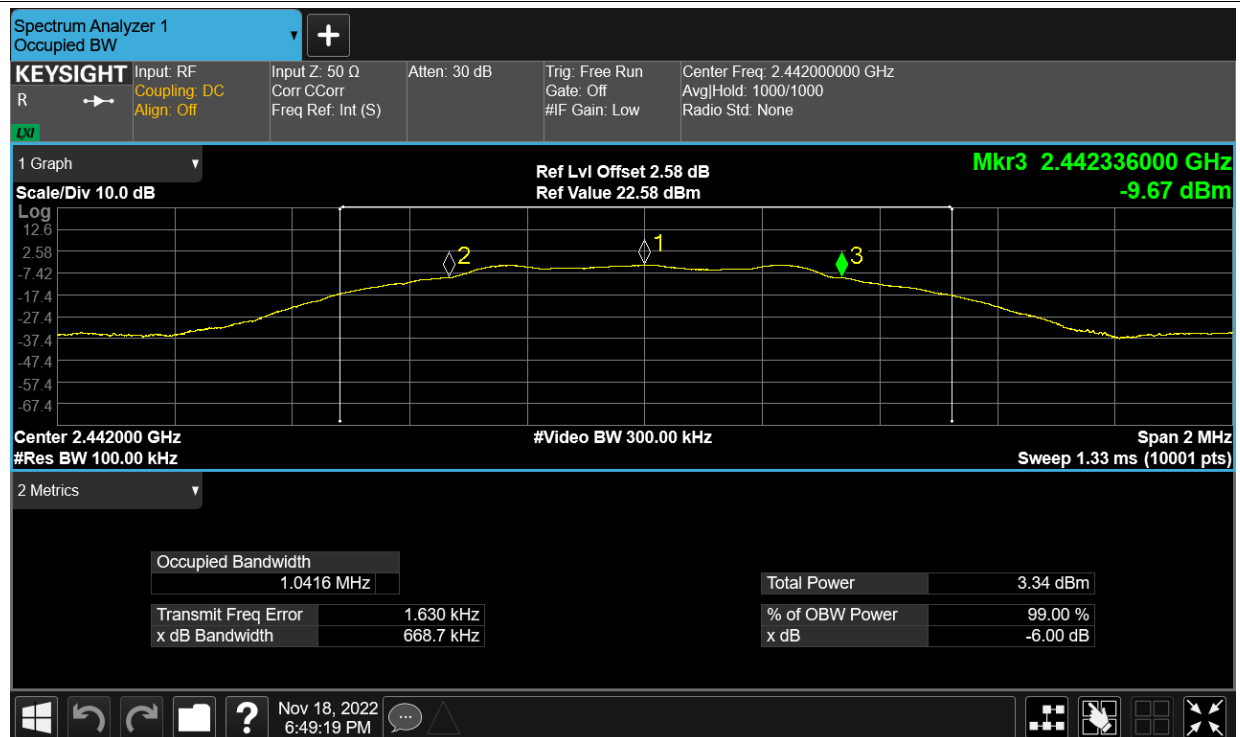 Spectrum Analyzer 1
Occupied BW
KEYSIGHT
R
LXI
Input: RF
Coupling: DC
Align: Off
Input Z: 50 Ω
Corr CCorr
Freq Ref: Int (S)
Atten: 30 dB
Trig: Free Run
Gate: Off
#IF Gain: Low
Center Freq: 2.442000000 GHz
Avg|Hold: 1000/1000
Radio Std: None
1 Graph
Scale/Div 10.0 dB
Ref Lvl Offset 2.58 dB
Ref Value 22.58 dBm
Mkr3 2.442336000 GHz
-9.67 dBm
Log
12.6
2.58
-7.42
-17.4
-27.4
-37.4
-47.4
-57.4
-67.4
2
1
3
Center 2.442000 GHz
#Video BW 300.00 kHz
Span 2 MHz
#Res BW 100.00 kHz
Sweep 1.33 ms (10001 pts)
2 Metrics
Occupied Bandwidth
1.0416 MHz
Total Power 3.34 dBm
Transmit Freq Error 1.630 kHz
% of OBW Power 99.00 %
x dB Bandwidth 668.7 kHz
x dB -6.00 dB
?
Nov 18, 2022
6:49:19 PM